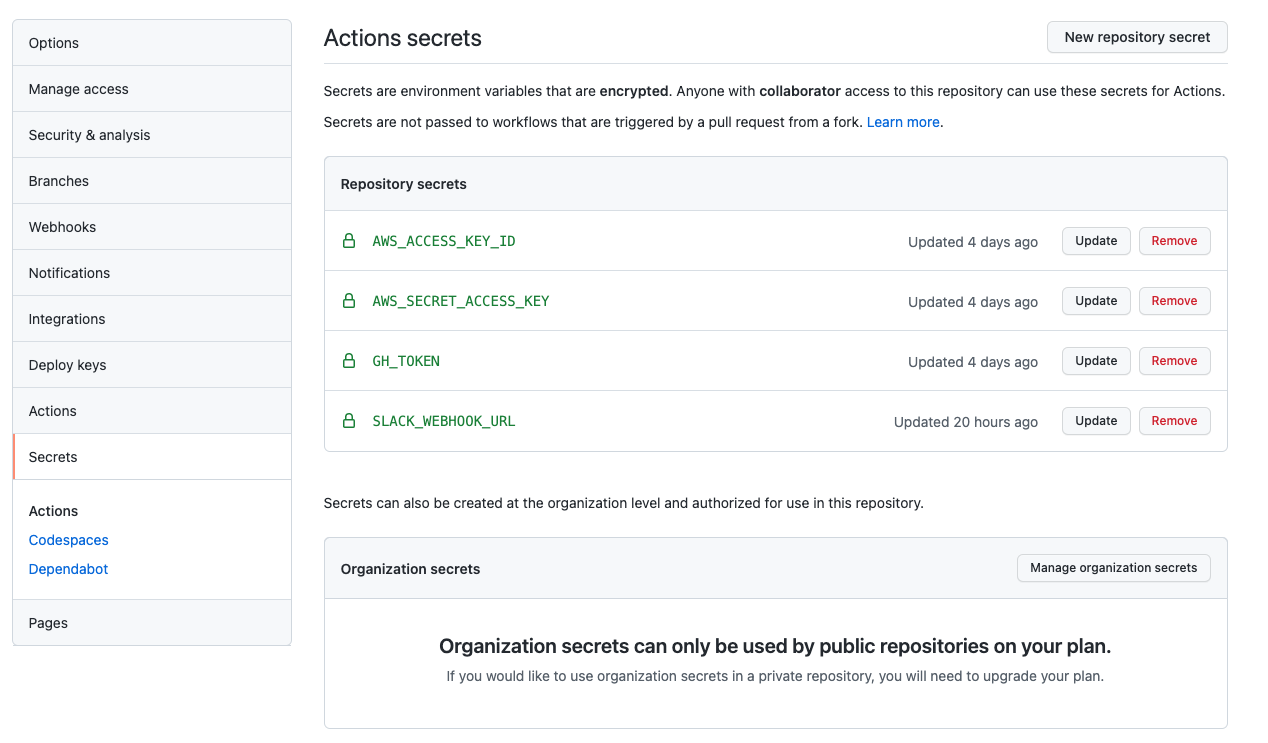 Options
Manage access
Security & analysis
Branches
Webhooks
Notifications
Integrations
Deploy keys
Actions
Secrets
Actions
Codespaces
Dependabot
Pages
Actions secrets
New repository secret
Secrets are environment variables that are encrypted. Anyone with collaborator access to this repository can use these secrets for Actions.
Secrets are not passed to workflows that are triggered by a pull request from a fork. Learn more.
Repository secrets
AWS_ACCESS_KEY_ID Updated 4 days ago Update Remove
AWS_SECRET_ACCESS_KEY Updated 4 days ago Update Remove
GH_TOKEN Updated 4 days ago Update Remove
SLACK_WEBHOOK_URL Updated 20 hours ago Update Remove
Secrets can also be created at the organization level and authorized for use in this repository.
Organization secrets Manage organization secrets
Organization secrets can only be used by public repositories on your plan.
If you would like to use organization secrets in a private repository, you will need to upgrade your plan.